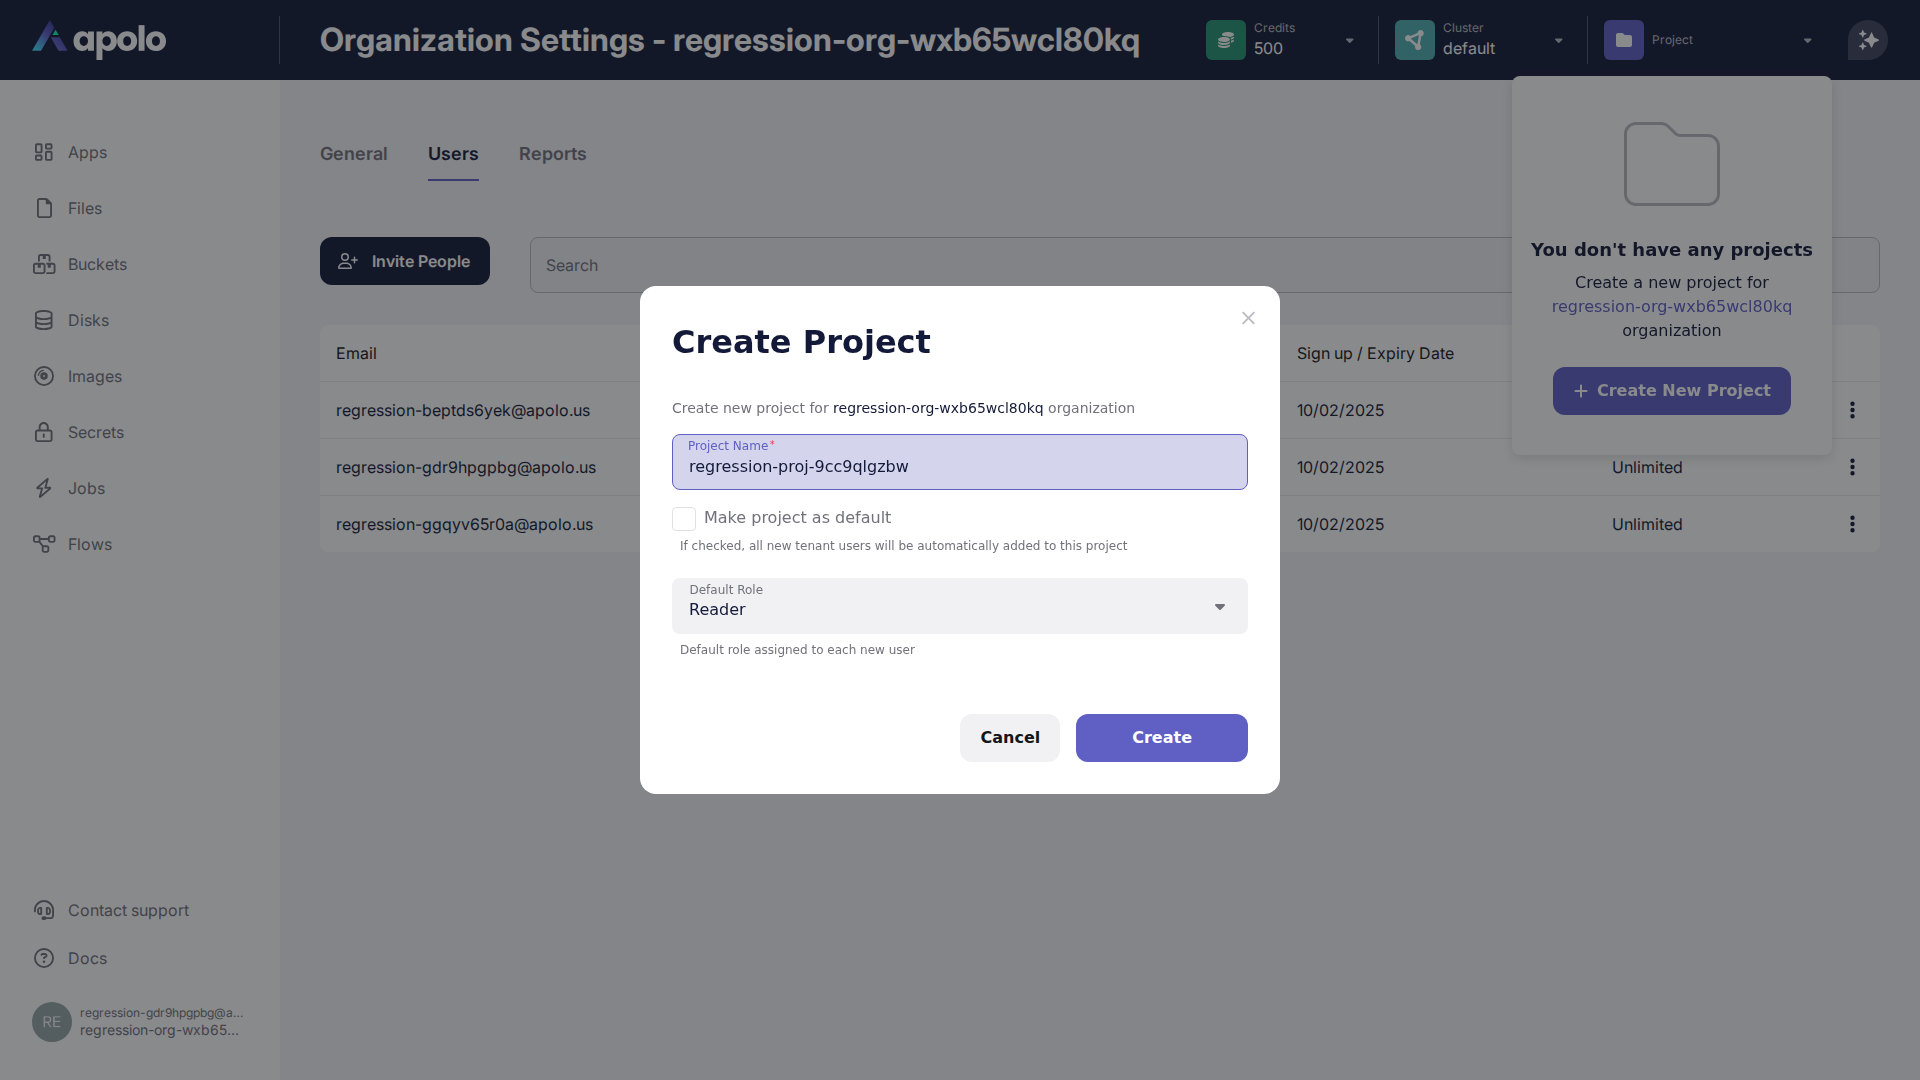 apolo
Organization Settings - regression-org-wxb65wcl80kq
Credits
500
Cluster
default
Project
Apps
Files
Buckets
Disks
Images
Secrets
Jobs
Flows
Contact support
Docs
RE
regression-gdr9hpgpbg@a...
regression-org-wxb65...
General
Users
Reports
Invite People
Search
Email
Sign up / Expiry Date
regression-beptds6yek@apolo.us
10/02/2025
regression-gdr9hpgpbg@apolo.us
10/02/2025
Unlimited
regression-ggqyv65r0a@apolo.us
10/02/2025
Unlimited
You don't have any projects
Create a new project for
regression-org-wxb65wcl80kq
organization
Create New Project
Create Project
Create new project for regression-org-wxb65wcl80kq organization
Project Name*
regression-proj-9cc9qlgzbw
Make project as default
If checked, all new tenant users will be automatically added to this project
Default Role
Reader
Default role assigned to each new user
Cancel
Create